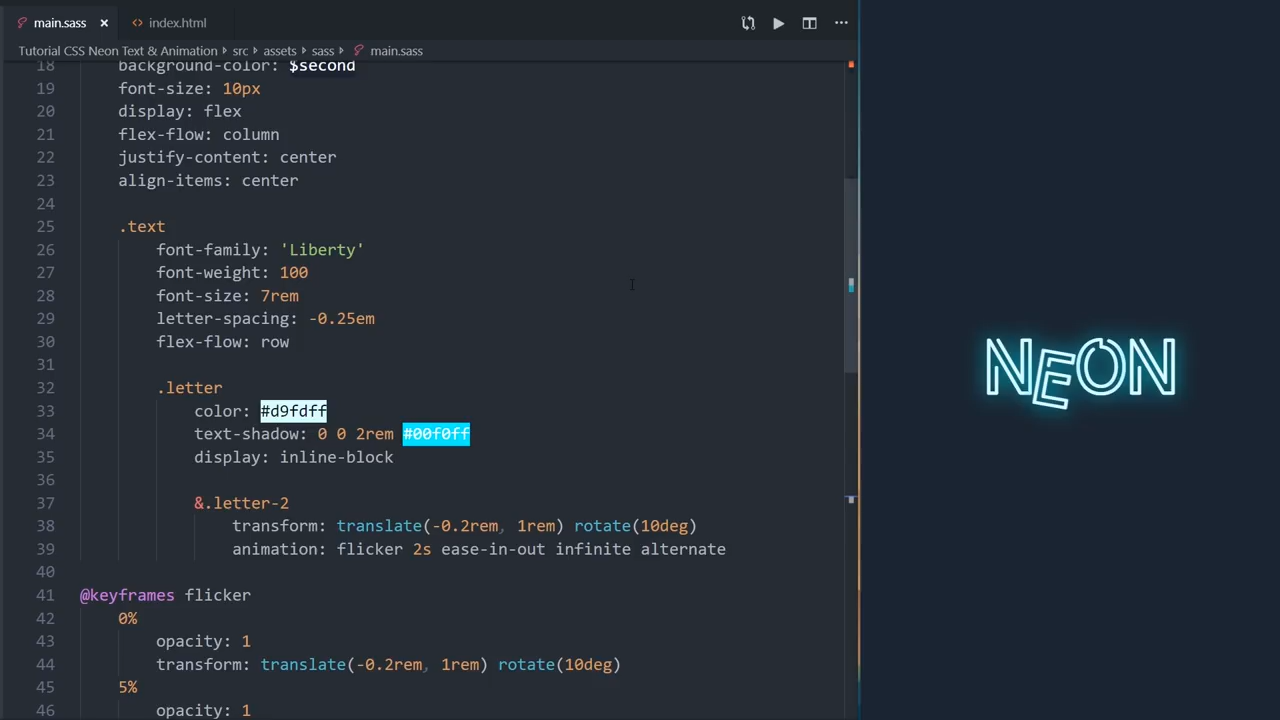 main.sass
index.html
Tutorial CSS Neon Text & Animation › src › assets › sass › main.sass
18 background-color: $second
19 font-size: 10px
20 display: flex
21 flex-flow: column
22 justify-content: center
23 align-items: center
24
25 .text
26 font-family: 'Liberty'
27 font-weight: 100
28 font-size: 7rem
29 letter-spacing: -0.25em
30 flex-flow: row
31
32 .letter
33 color: #d9fdff
34 text-shadow: 0 0 2rem #00f0ff
35 display: inline-block
36
37 &.letter-2
38 transform: translate(-0.2rem, 1rem) rotate(10deg)
39 animation: flicker 2s ease-in-out infinite alternate
40
41 @keyframes flicker
42 0%
43 opacity: 1
44 transform: translate(-0.2rem, 1rem) rotate(10deg)
45 5%
46 opacity: 1
NEON